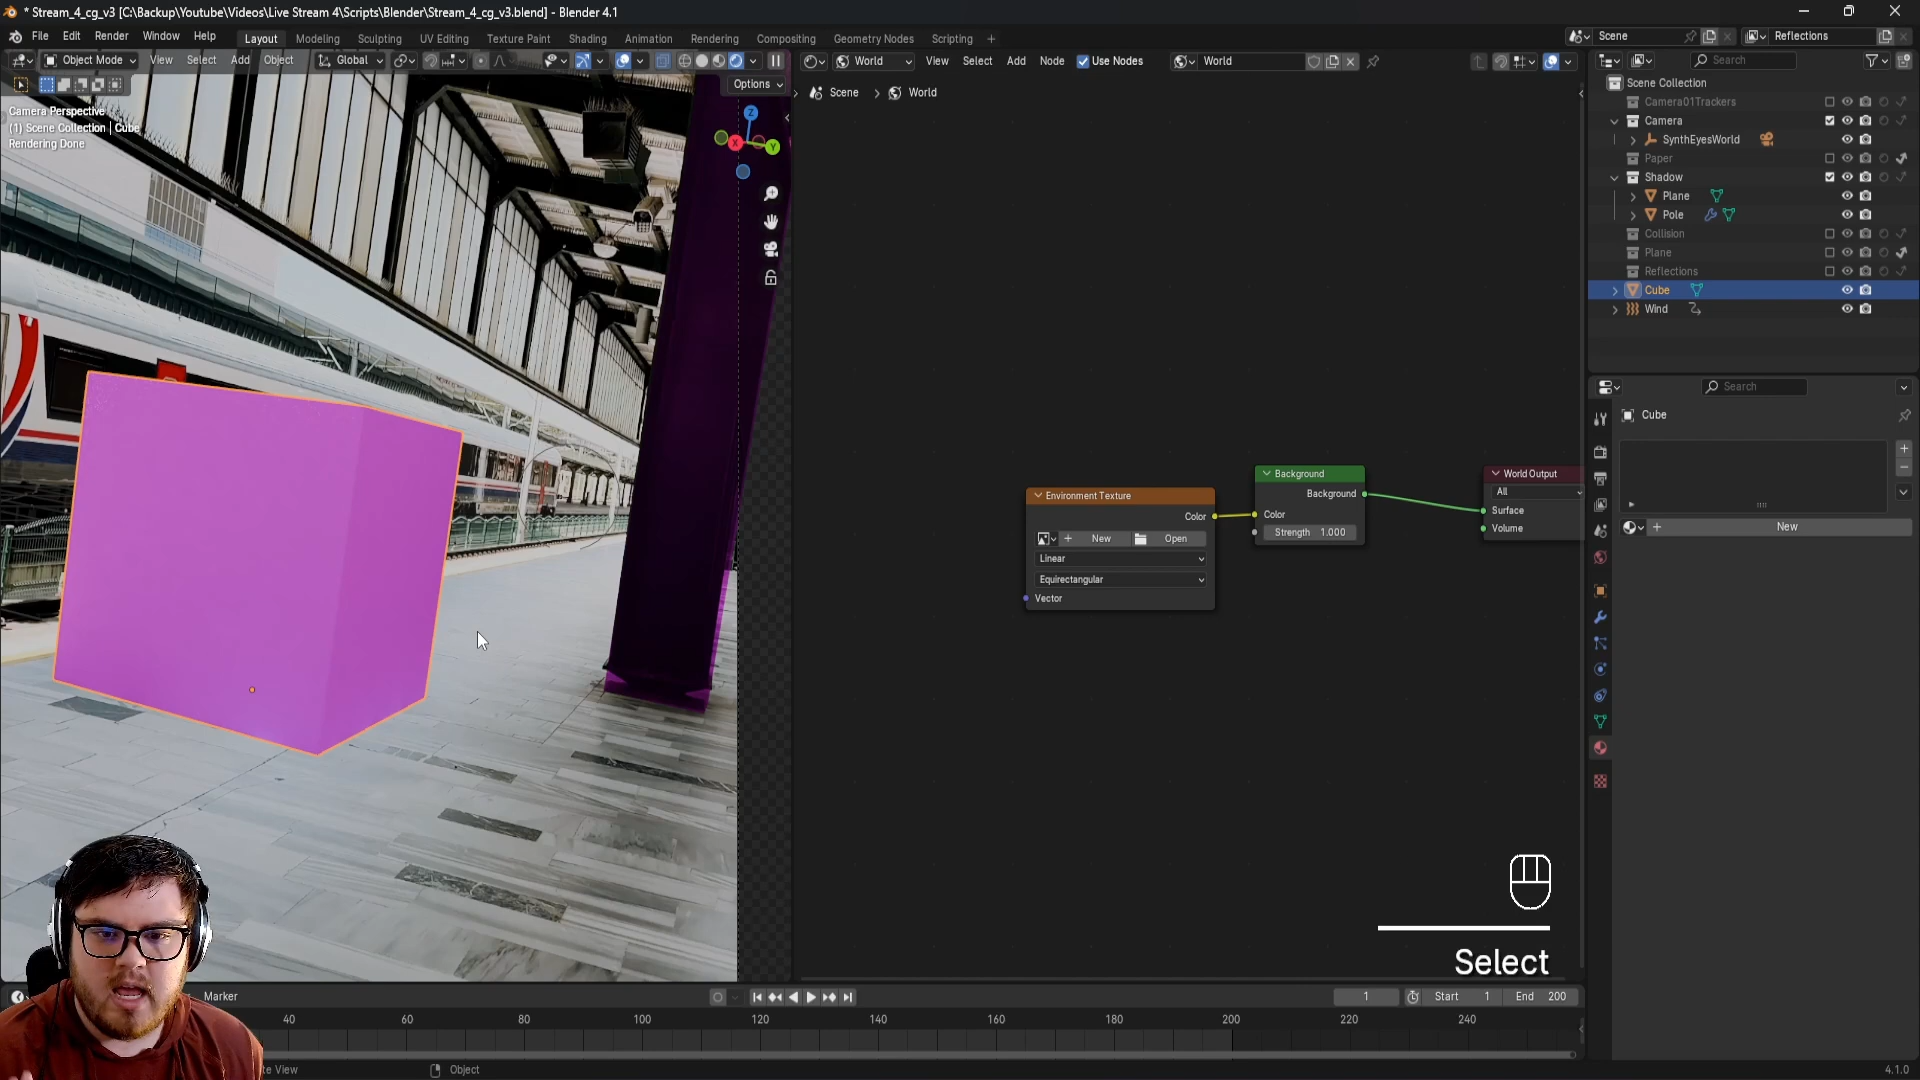 * Stream_4_cg_v3 [C:\Backup\Youtube\Videos\Live Stream 4\Scripts\Blender\Stream_4_cg_v3.blend] - Blender 4.1
File Edit Render Window Help
Layout Modeling Sculpting UV Editing Texture Paint Shading Animation Rendering Compositing Geometry Nodes Scripting +
Scene
Reflections
Object Mode View Select Add Object Global
World View Select Add Node Use Nodes World
Search
Options
Camera Perspective
(1) Scene Collection | Cube
Rendering Done
Z
X
Y
Scene > World
Scene Collection
Camera01Trackers
Camera
SynthEyesWorld
Paper
Shadow
Plane
Pole
Collision
Plane
Reflections
Cube
Wind
Search
Cube
New
Environment Texture
Color
New Open
Linear
Equirectangular
Vector
Background
Background
Color
Strength 1.000
World Output
All
Surface
Volume
Select
Marker
1 Start 1 End 200
40 60 80 100 120 140 160 180 200 220 240
te View
Object
4.1.0